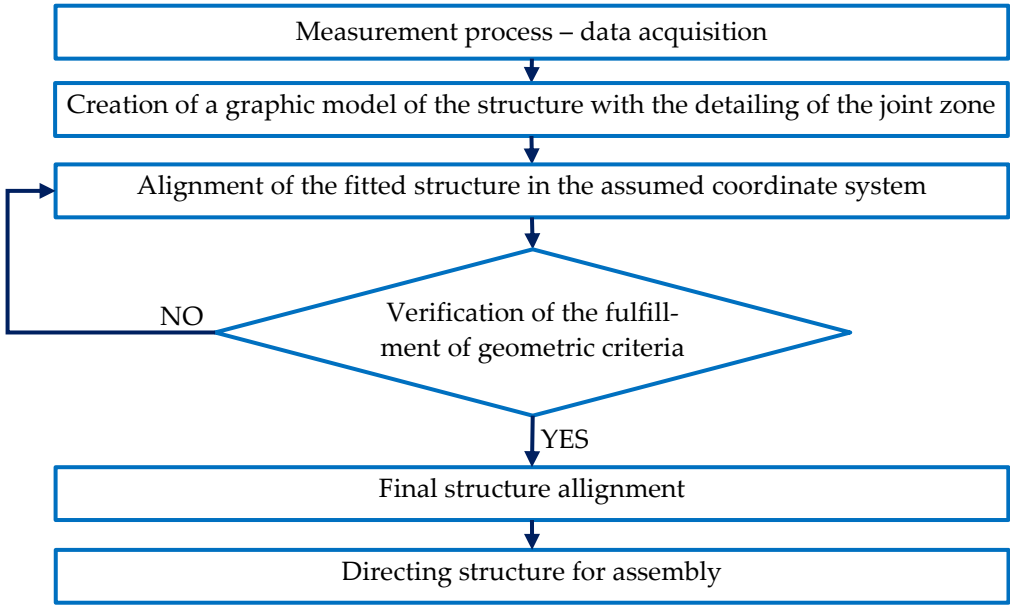 Measurement process – data acquisition
Creation of a graphic model of the structure with the detailing of the joint zone
Alignment of the fitted structure in the assumed coordinate system
NO
Verification of the fulfill-
ment of geometric criteria
YES
Final structure allignment
Directing structure for assembly